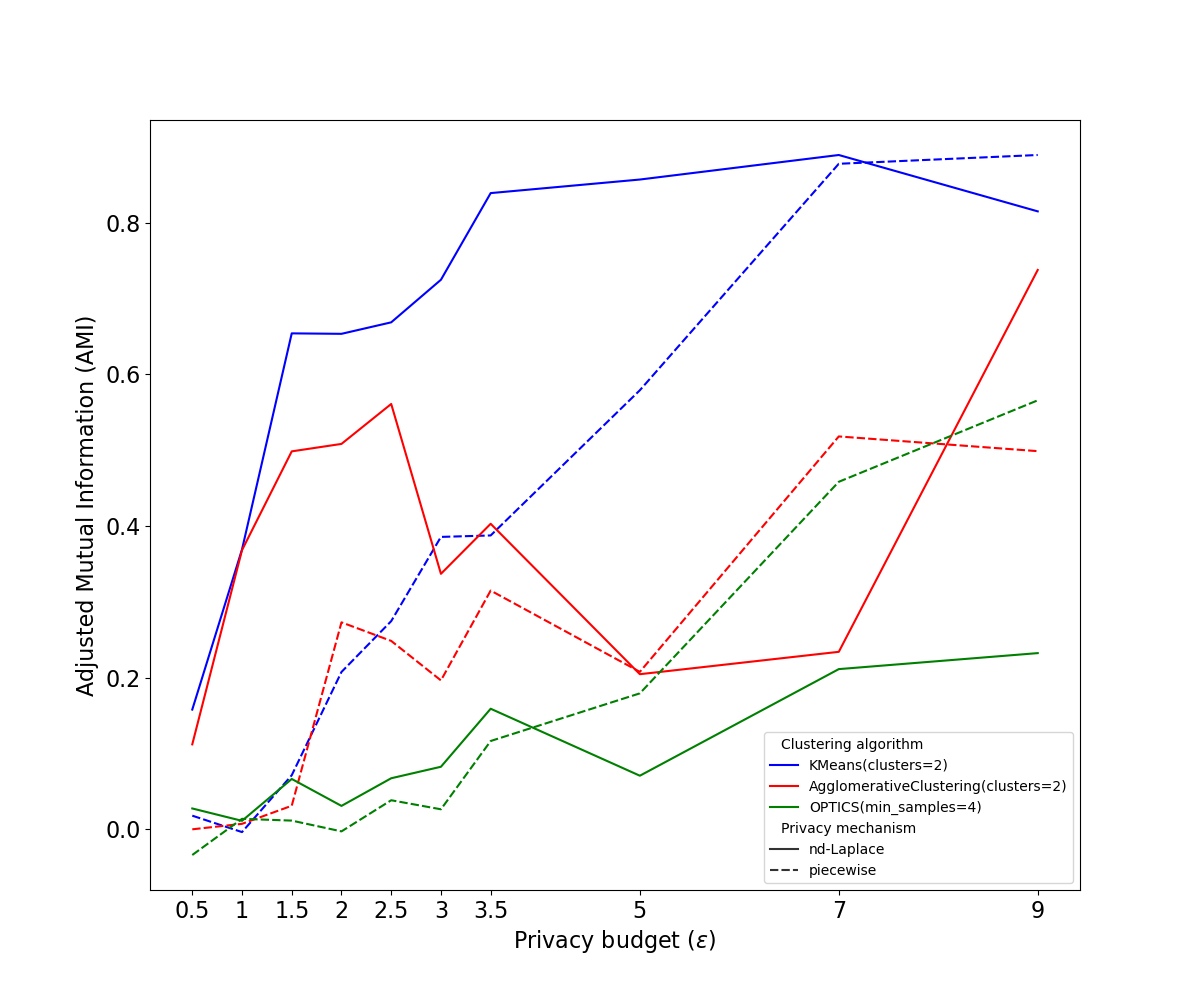 Adjusted Mutual Information (AMI)
0.8
0.6
0.4
0.2
0.0
0.5 1 1.5 2 2.5 3 3.5 5 7 9
Privacy budget (ε)
Clustering algorithm
KMeans(clusters=2)
AgglomerativeClustering(clusters=2)
OPTICS(min_samples=4)
Privacy mechanism
nd-Laplace
piecewise